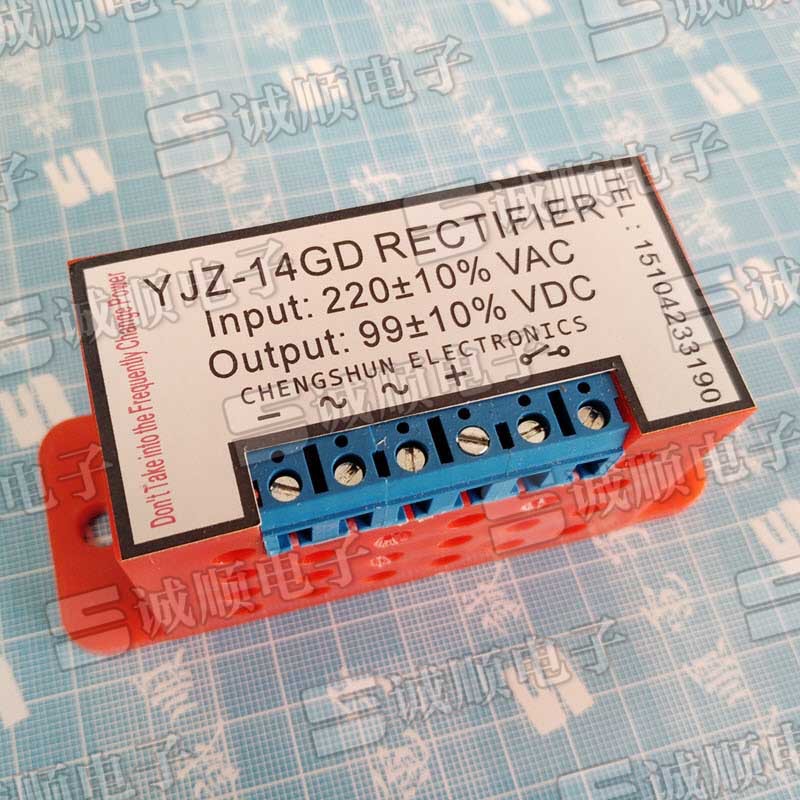 YJZ-14GD RECTIFIER
Input: 220±10% VAC
Output: 99±10% VDC
CHENGSHUN ELECTRONICS
- ~ ~ +
Don't Take into the Frequently Change Power
TEL: 15104233190
诚顺电子